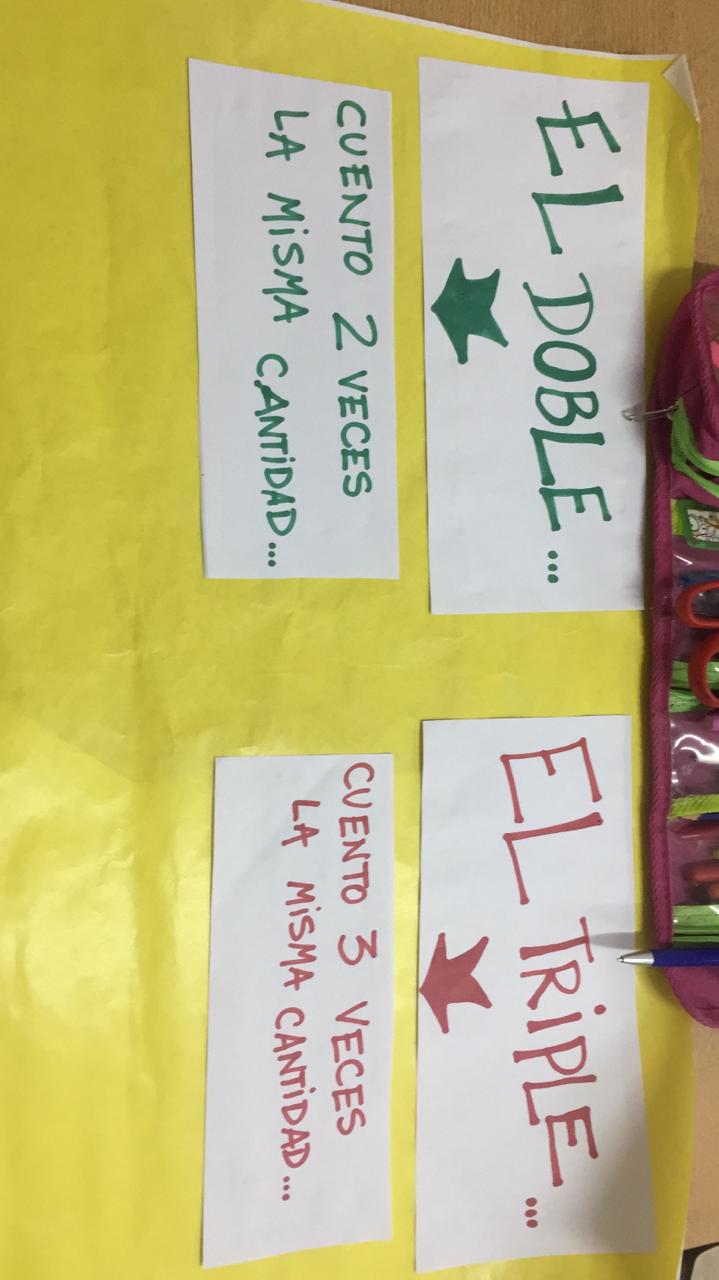 EL DOBLE...
CUENTO 2 VECES
LA MISMA CANTIDAD...
EL TRIPLE...
CUENTO 3 VECES
LA MISMA CANTIDAD...